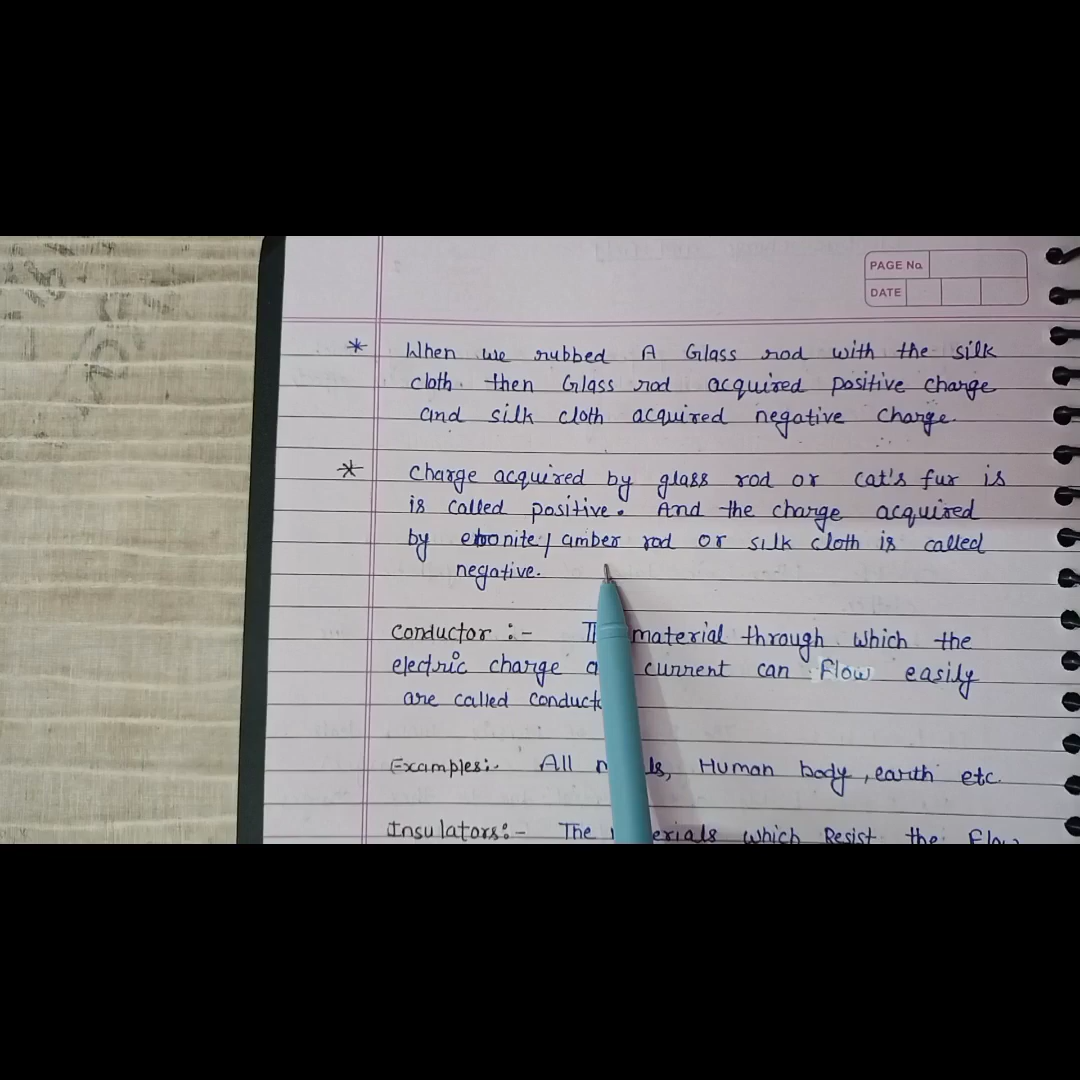 PAGE No.
DATE
* When we rubbed A Glass rod with the silk
cloth. then Glass rod acquired positive charge
and silk cloth acquired negative charge.
* Charge acquired by glass rod or cat's fur is
is called positive. And the charge acquired
by ebonite/amber rod or silk cloth is called
negative.
Conductor :- material through which the
electric charge current can flow easily
are called
Examples:- All Human body, earth etc.
Insulators:- The which Resist the flow